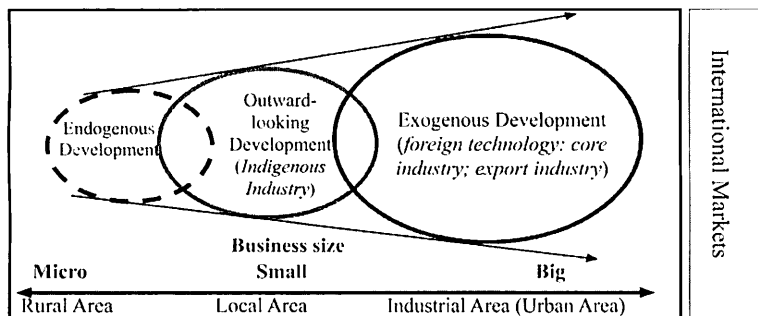 Endogenous
Development
Outward-
looking
Development
(Indigenous
Industry)
Exogenous Development
(foreign technology: core
industry; export industry)
International Markets
Business size
Micro
Small
Big
Rural Area
Local Area
Industrial Area (Urban Area)